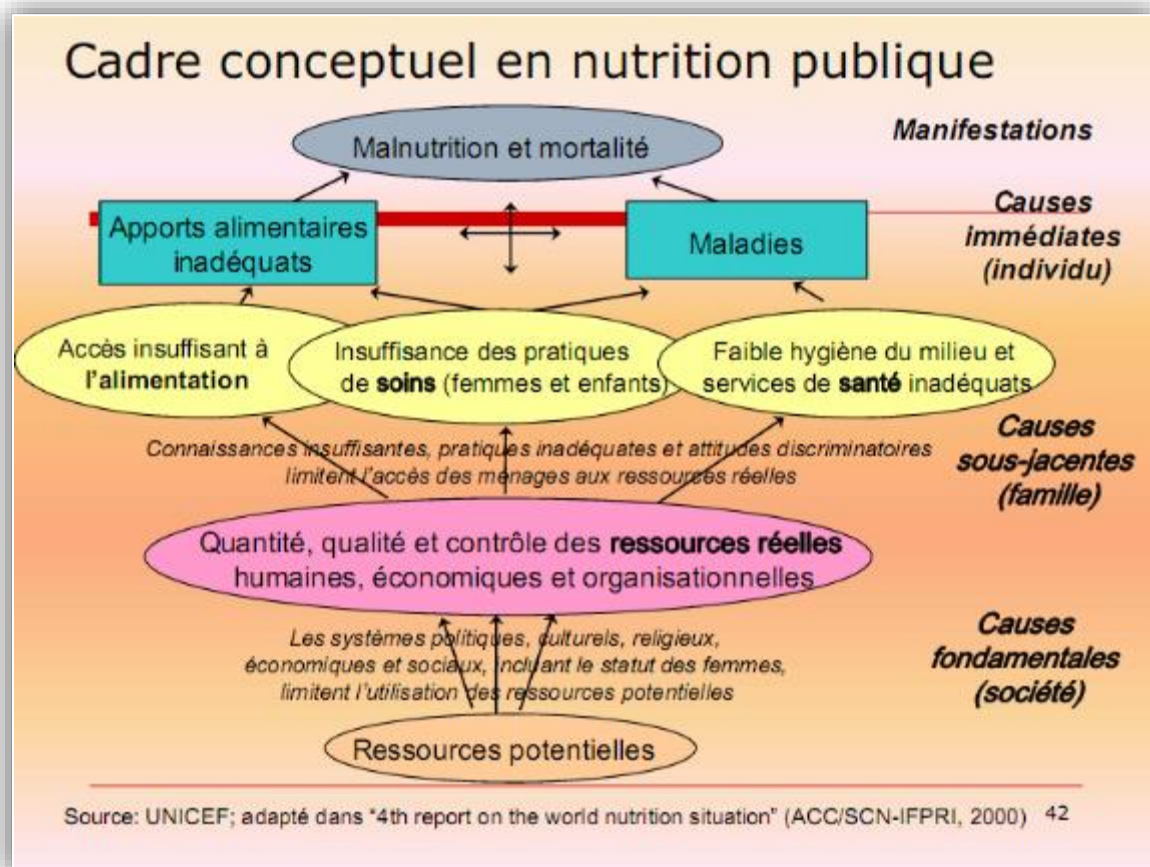 Cadre conceptuel en nutrition publique
Malnutrition et mortalité
Manifestations
Apports alimentaires
inadéquats
Maladies
Causes
immédiates
(individu)
Accès insuffisant à
l'alimentation
Insuffisance des pratiques
de soins (femmes et enfants)
Faible hygiène du milieu et
services de santé inadéquats
Connaissances insuffisantes, pratiques inadéquates et attitudes discriminatoires
limitent l'accès des ménages aux ressources réelles
Causes
sous-jacentes
(famille)
Quantité, qualité et contrôle des ressources réelles
humaines, économiques et organisationnelles
Les systèmes politiques, culturels, religieux,
économiques et sociaux, incluant le statut des femmes,
limitent l'utilisation des ressources potentielles
Causes
fondamentales
(société)
Ressources potentielles
Source: UNICEF; adapté dans "4th report on the world nutrition situation" (ACC/SCN-IFPRI, 2000) 42